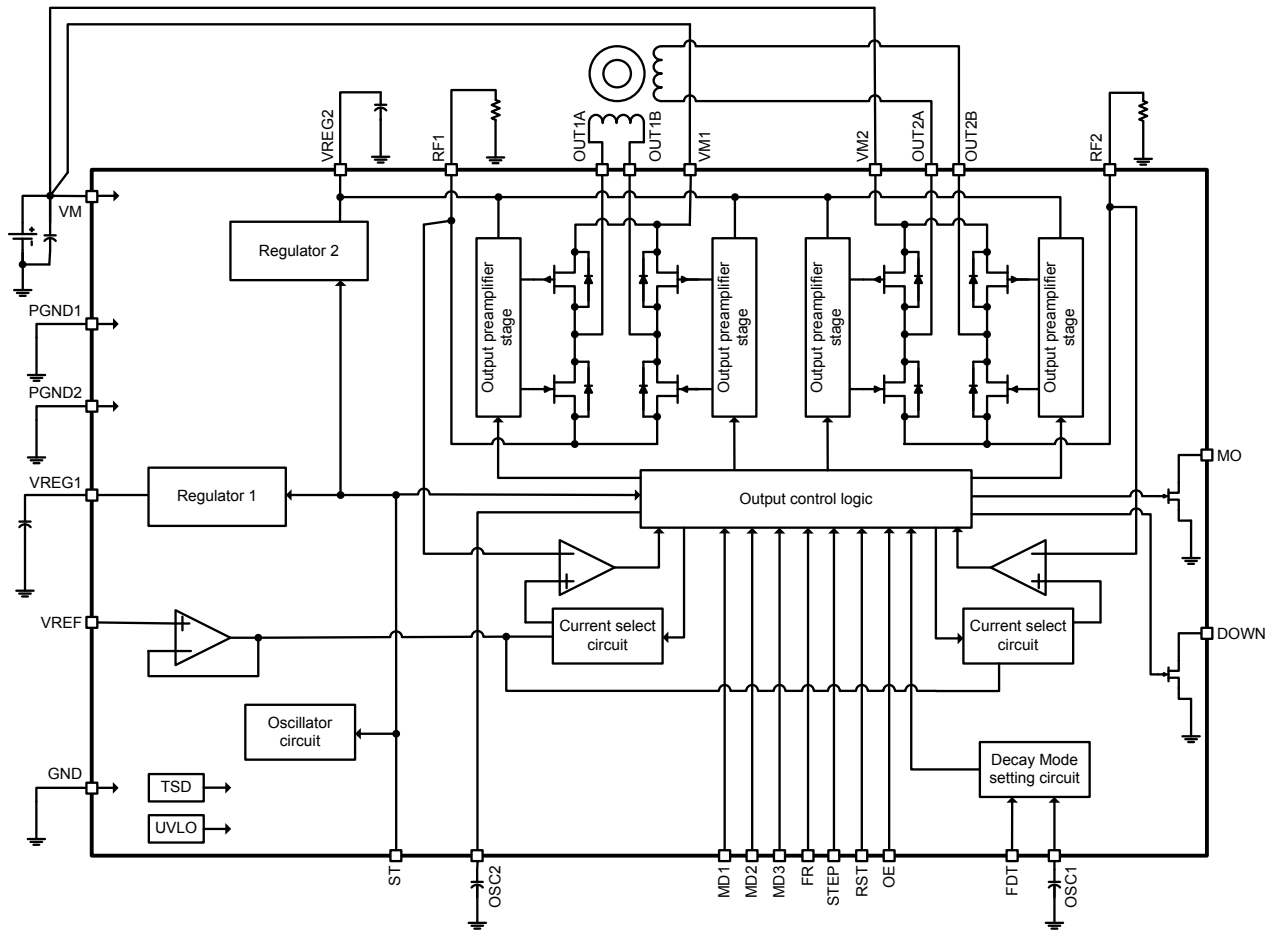 VREG2
RF1
OUT1A
OUT1B
VM1
VM2
OUT2A
OUT2B
RF2
VM
+
-
Regulator 2
Output preamplifier
stage
Output preamplifier
stage
Output preamplifier
stage
Output preamplifier
stage
PGND1
PGND2
VREG1
Regulator 1
Output control logic
MO
VREF
Current select
circuit
Current select
circuit
DOWN
Oscillator
circuit
Decay Mode
setting circuit
GND
TSD
UVLO
ST
OSC2
MD1
MD2
MD3
FR
STEP
RST
OE
FDT
OSC1